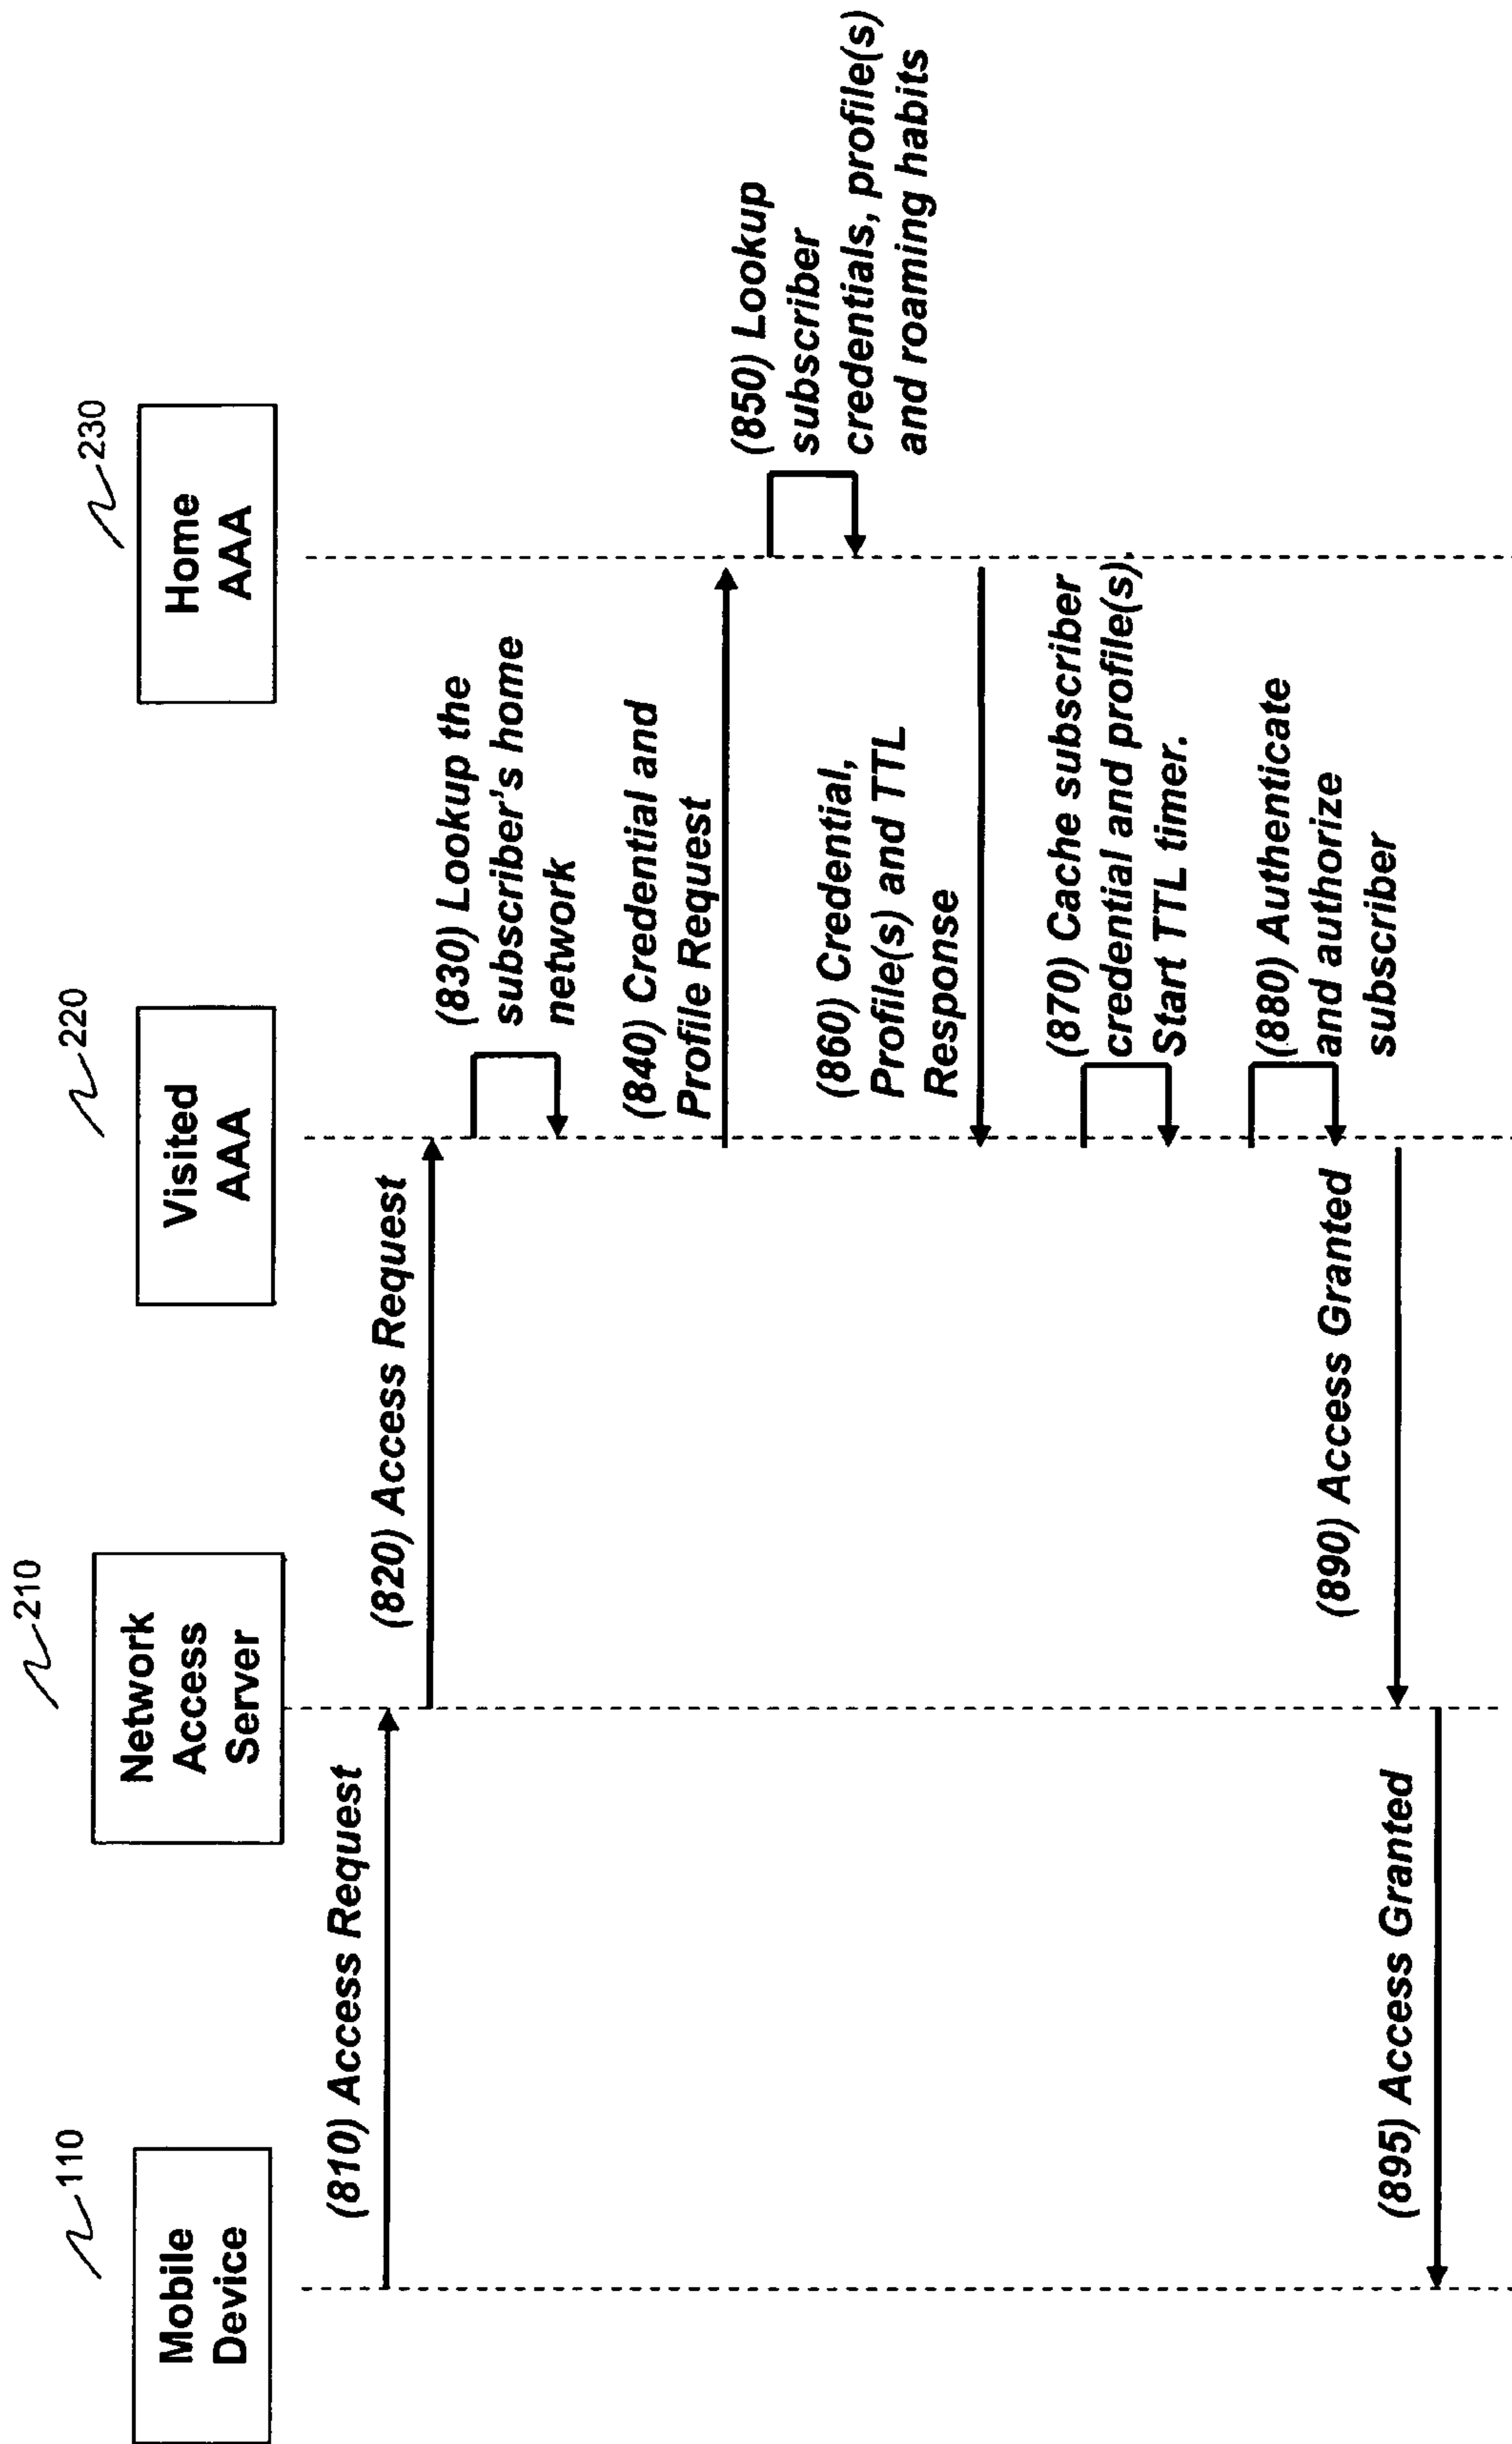 110
210
220
230
Mobile
Device
Network
Access
Server
Visited
AAA
Home
AAA
(810) Access Request
(820) Access Request
(830) Lookup the
subscriber's home
network
(840) Credential and
Profile Request
(850) Lookup
subscriber
credentials, profile(s)
and roaming habits
(860) Credential,
Profile(s) and TTL
Response
(870) Cache subscriber
credential and profile(s).
Start TTL timer.
(880) Authenticate
and authorize
subscriber
(890) Access Granted
(895) Access Granted